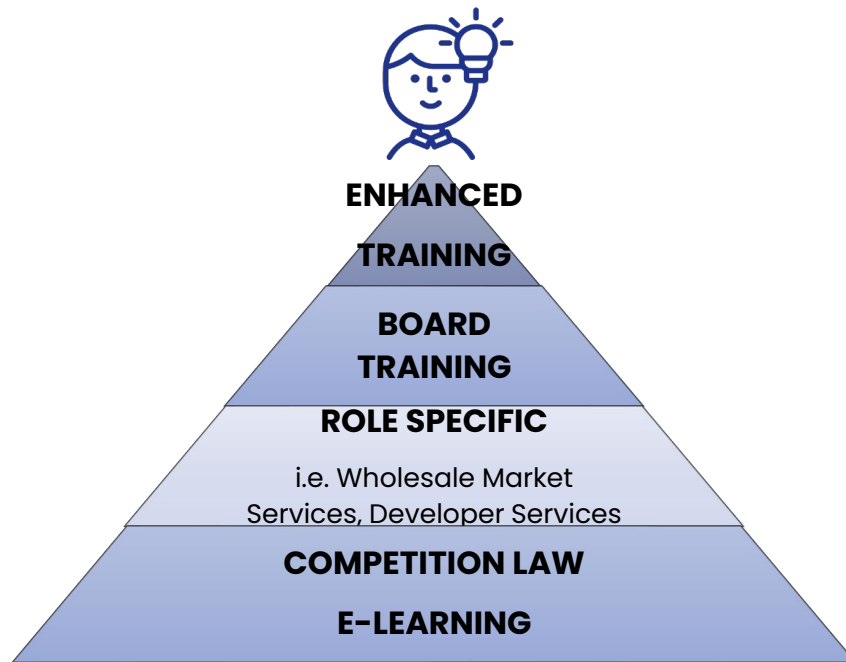 ENHANCED
TRAINING
BOARD
TRAINING
ROLE SPECIFIC
i.e. Wholesale Market
Services, Developer Services
COMPETITION LAW
E-LEARNING